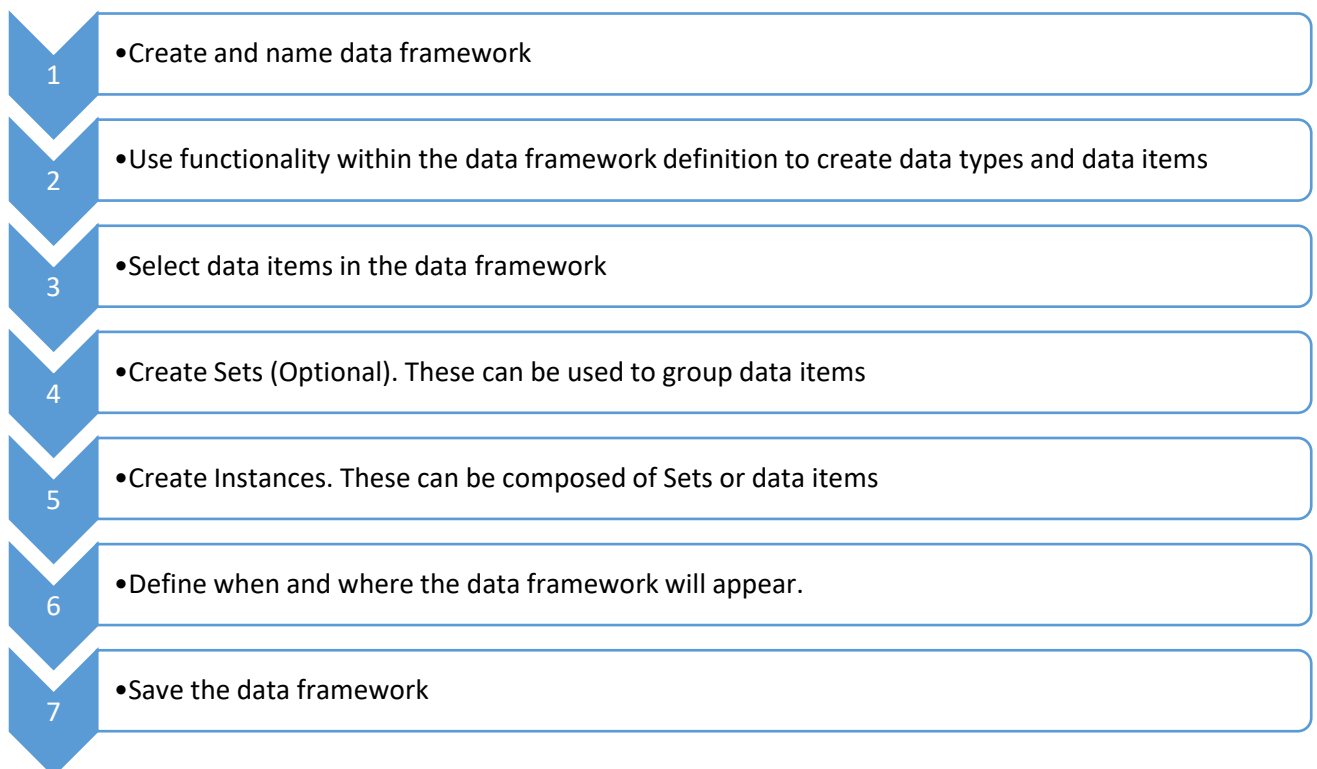 1
•Create and name data framework
2
•Use functionality within the data framework definition to create data types and data items
3
•Select data items in the data framework
4
•Create Sets (Optional). These can be used to group data items
5
•Create Instances. These can be composed of Sets or data items
6
•Define when and where the data framework will appear.
7
•Save the data framework